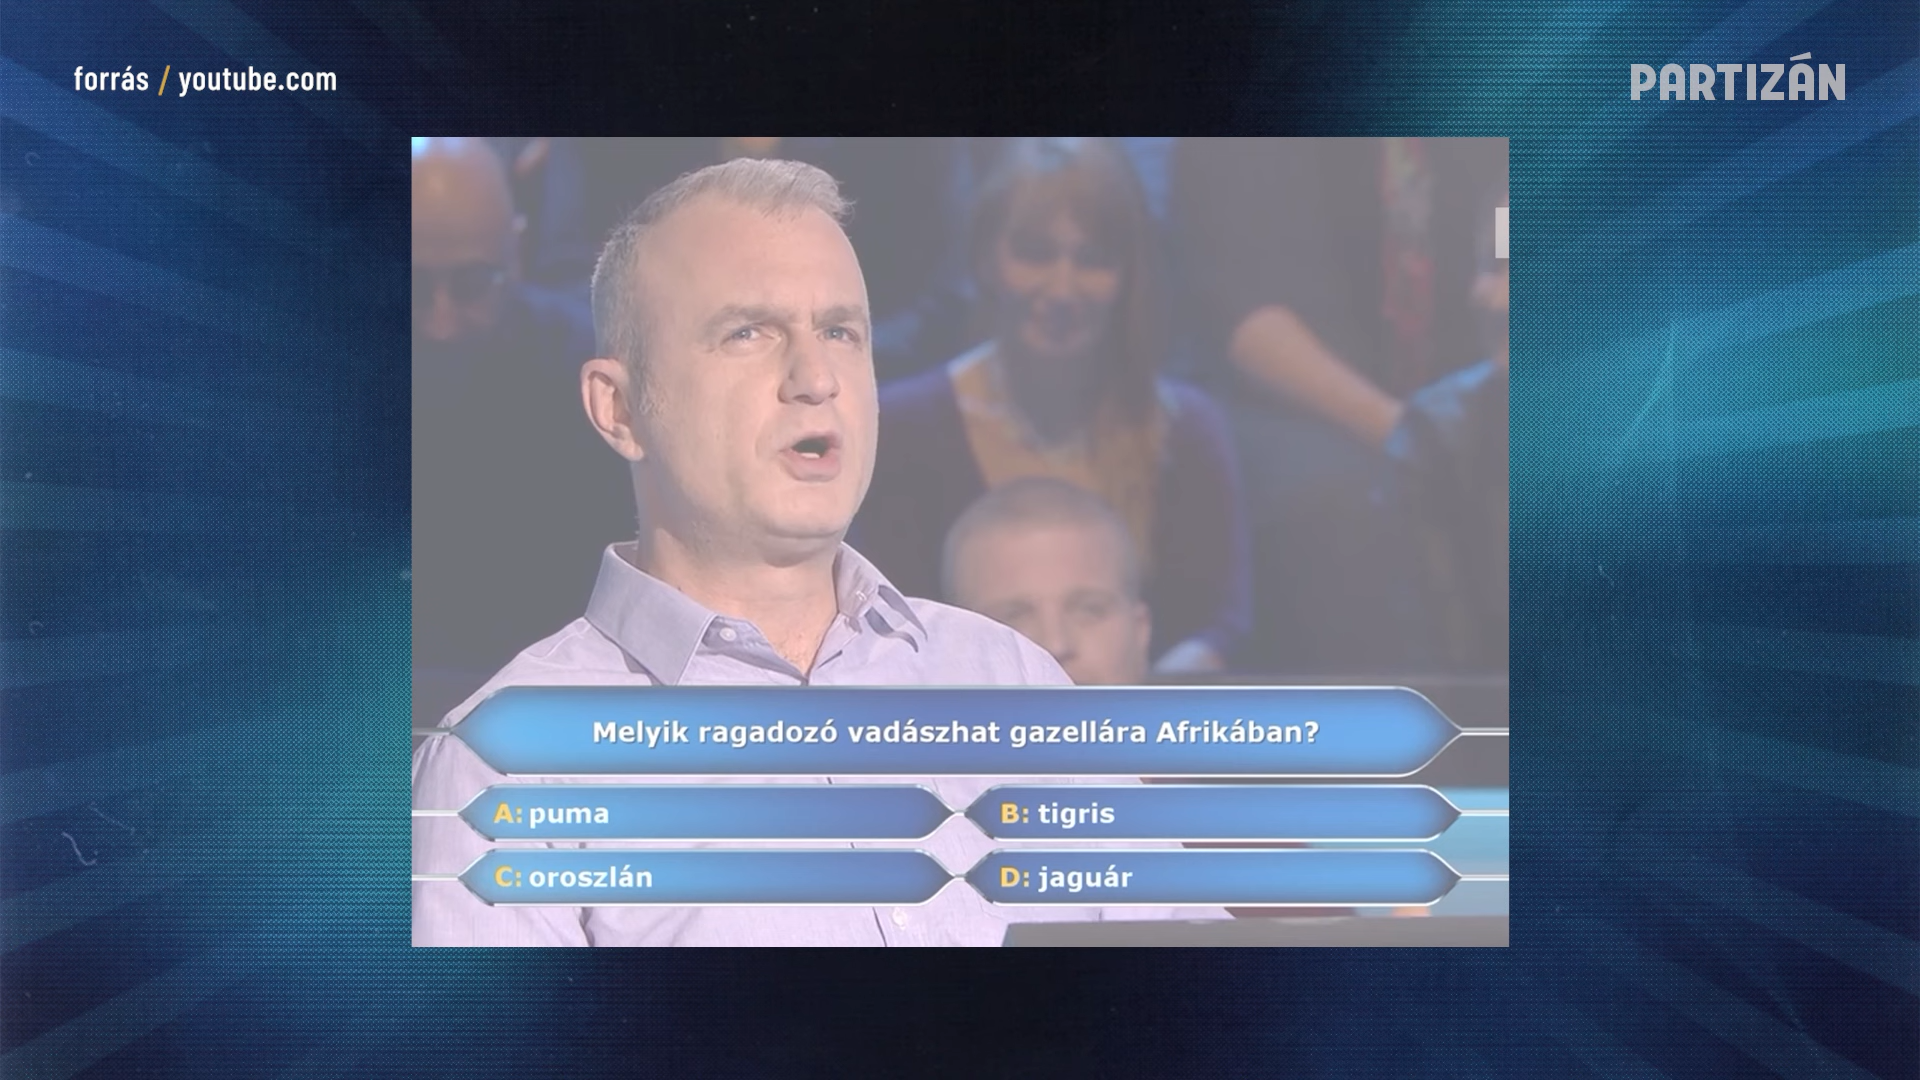 forrás / youtube.com
PARTIZÁN
Melyik ragadozó vadászhat gazellára Afrikában?
A: puma
B: tigris
C: oroszlán
D: jaguár